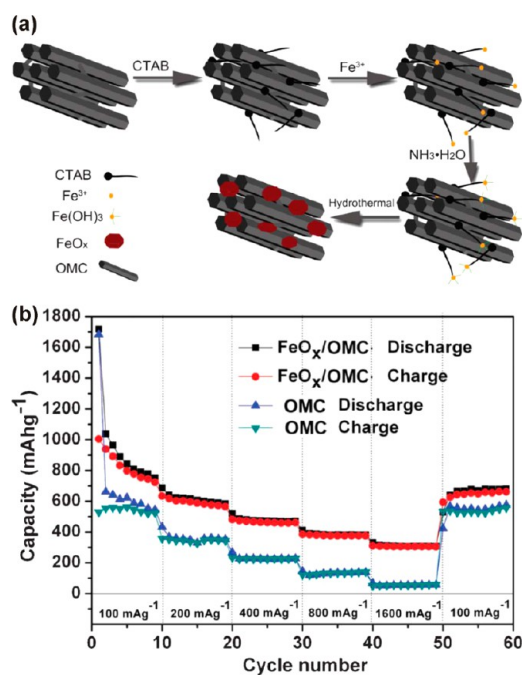 (a)
CTAB
Fe³⁺
NH₃•H₂O
Hydrothermal
CTAB
Fe³⁺
Fe(OH)₃
FeOₓ
OMC
(b)
FeOₓ/OMC Discharge
FeOₓ/OMC Charge
OMC Discharge
OMC Charge
Capacity (mAhg⁻¹)
1800
1600
1400
1200
1000
800
600
400
200
0
100 mAg⁻¹ 200 mAg⁻¹ 400 mAg⁻¹ 800 mAg⁻¹ 1600 mAg⁻¹ 100 mAg⁻¹
0 10 20 30 40 50 60
Cycle number